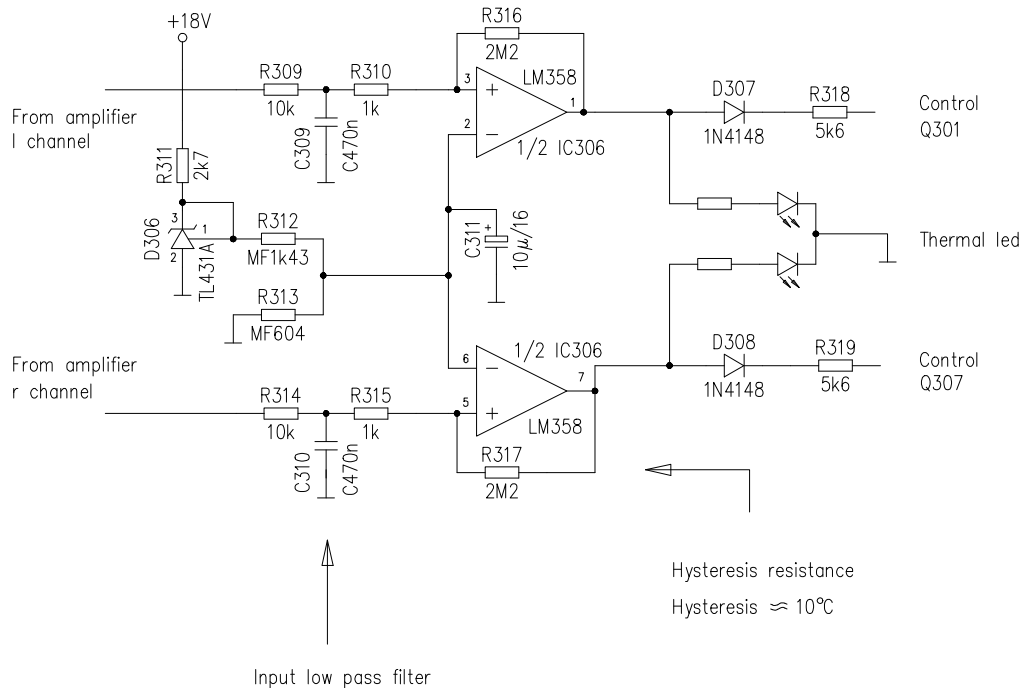 +18V
R316
2M2
R309
R310
3
LM358
D307
R318
10k
1k
1
Control
Q301
From amplifier
l channel
C309
C470n
2
1N4148
5k6
R311
2k7
1/2 IC306
D306
3
1
2
TL431A
R312
MF1k43
C311
+
10µ/16
Thermal led
R313
MF604
1/2 IC306
D308
R319
From amplifier
r channel
6
7
1N4148
5k6
Control
Q307
R314
R315
5
10k
1k
LM358
C310
C470n
R317
2M2
Hysteresis resistance
Hysteresis ≈ 10°C
Input low pass filter